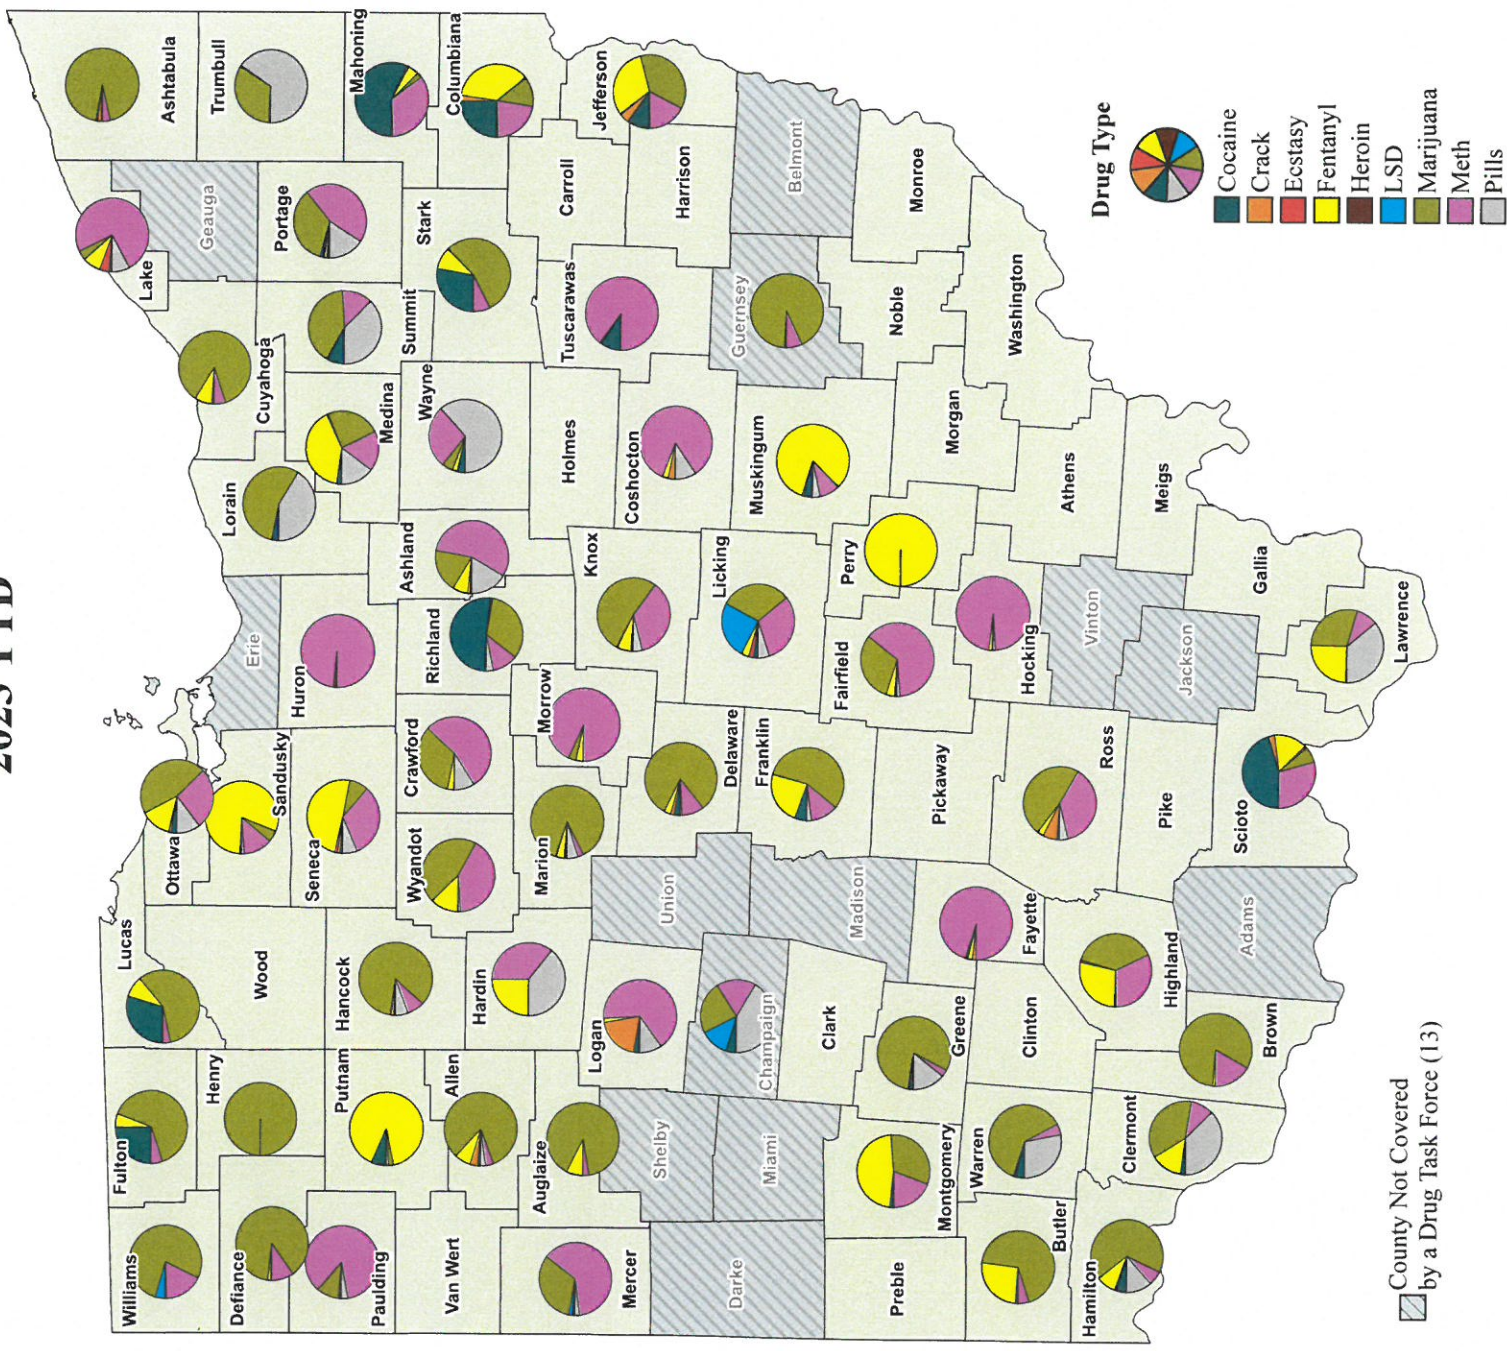 2023 YTD
Ashtabula
Trumbull
Mahoning
Columbiana
Jefferson
Lake
Geauga
Portage
Stark
Carroll
Harrison
Belmont
Monroe
Cuyahoga
Summit
Tuscarawas
Guernsey
Noble
Washington
Lorain
Medina
Wayne
Holmes
Coshocton
Muskingum
Morgan
Athens
Meigs
Erie
Huron
Ashland
Richland
Knox
Licking
Perry
Fairfield
Hocking
Vinton
Jackson
Gallia
Lawrence
Ottawa
Sandusky
Seneca
Crawford
Wyandot
Morrow
Marion
Delaware
Franklin
Pickaway
Ross
Pike
Scioto
Lucas
Wood
Hancock
Hardin
Union
Madison
Fayette
Highland
Adams
Fulton
Henry
Putnam
Allen
Auglaize
Logan
Champaign
Clark
Greene
Clinton
Brown
Williams
Defiance
Paulding
Van Wert
Mercer
Shelby
Miami
Darke
Montgomery
Preble
Warren
Butler
Clermont
Hamilton
Drug Type
Cocaine
Crack
Ecstasy
Fentanyl
Heroin
LSD
Marijuana
Meth
Pills
County Not Covered
by a Drug Task Force (13)